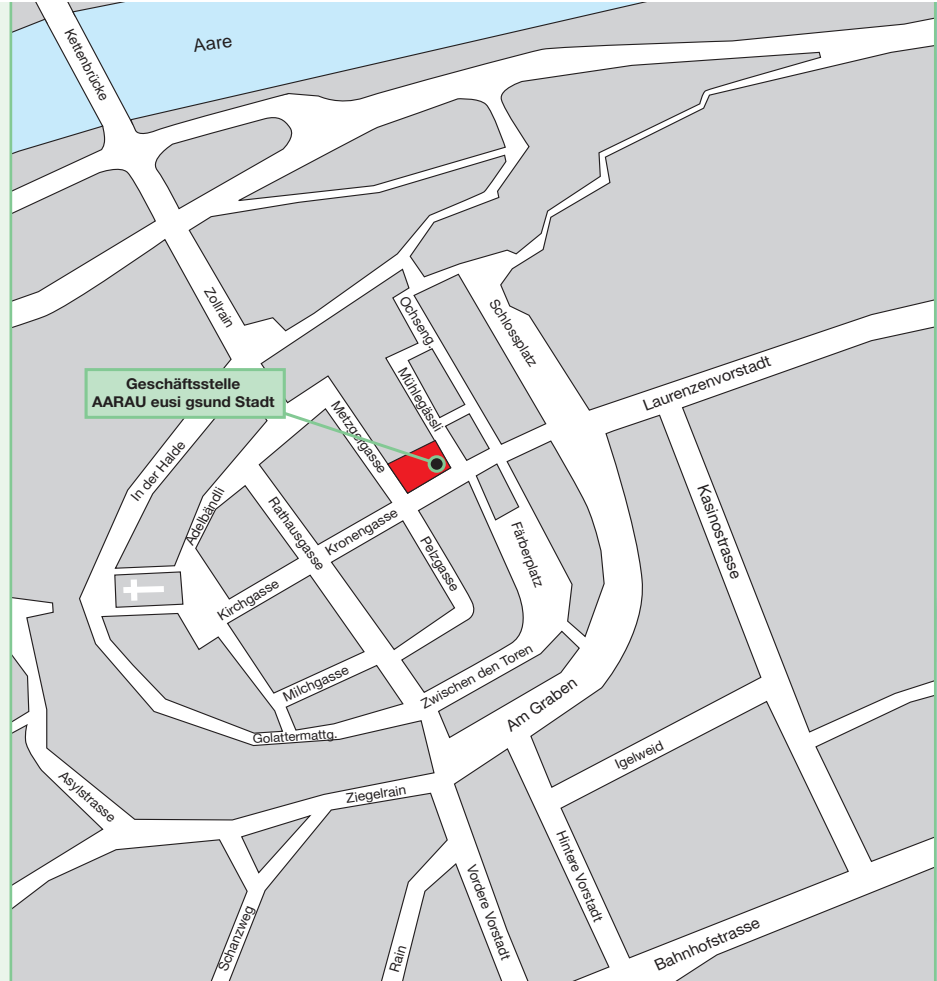 Aare
Kettenbrücke
Zollrain
Ochseng.
Schlossplatz
Laurenzenvorstadt
Geschäftsstelle
AARAU eusi gsund Stadt
Mühlegässli
Metzgergasse
In der Halde
Adelbändli
Rathausgasse
Kronengasse
Kasinostrasse
Färberplatz
Pelzgasse
Kirchgasse
Milchgasse
Zwischen den Toren
Am Graben
Golattermattg.
Igelweid
Asylstrasse
Ziegelrain
Hintere Vorstadt
Vordere Vorstadt
Schanzweg
Rain
Bahnhofstrasse